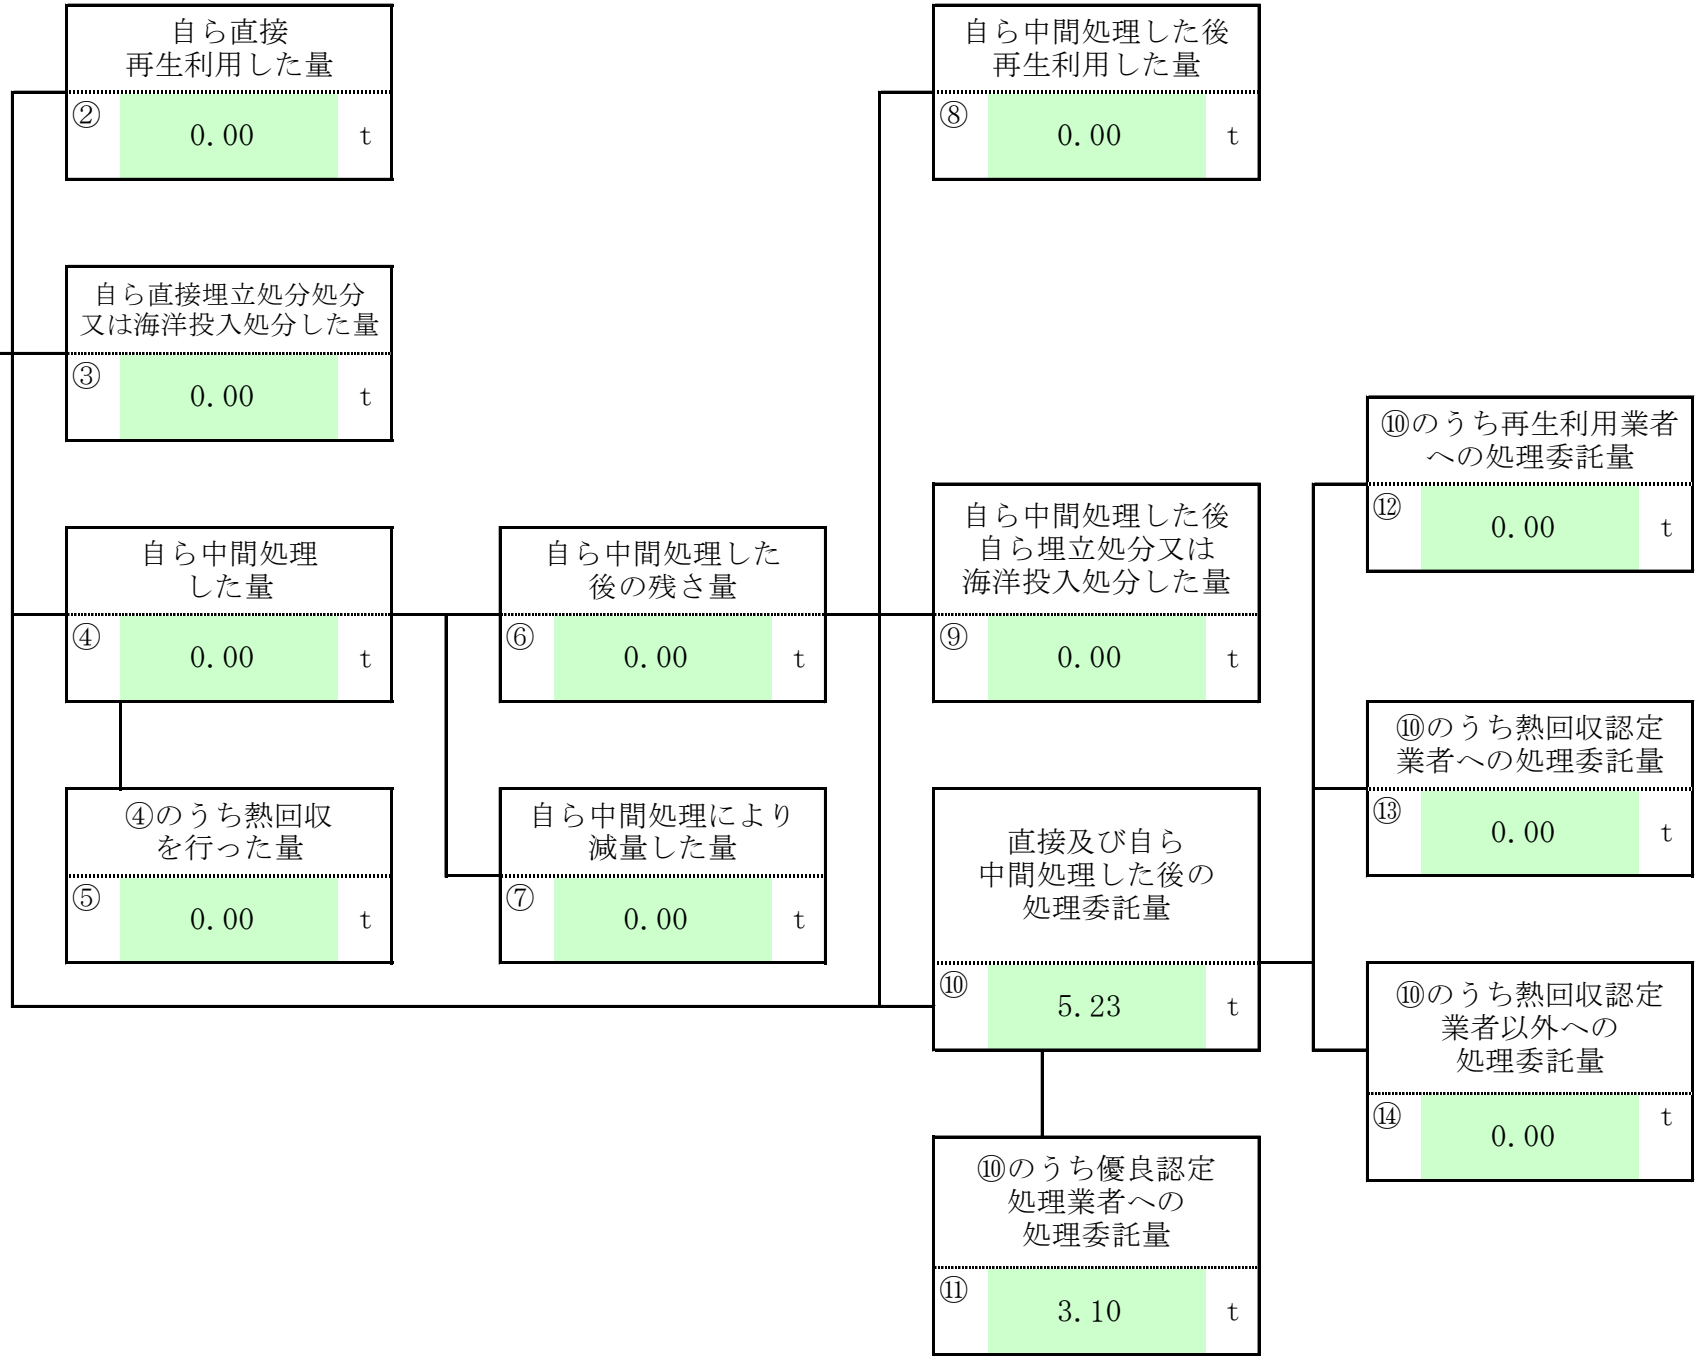 自ら直接
再生利用した量
② 0.00 t
自ら中間処理した後
再生利用した量
⑧ 0.00 t
自ら直接埋立処分処分
又は海洋投入処分した量
③ 0.00 t
⑩のうち再生利用業者
への処理委託量
⑫ 0.00 t
自ら中間処理
した量
④ 0.00 t
自ら中間処理した
後の残さ量
⑥ 0.00 t
自ら中間処理した後
自ら埋立処分又は
海洋投入処分した量
⑨ 0.00 t
⑩のうち熱回収認定
業者への処理委託量
⑬ 0.00 t
④のうち熱回収
を行った量
⑤ 0.00 t
自ら中間処理により
減量した量
⑦ 0.00 t
直接及び自ら
中間処理した後の
処理委託量
⑩ 5.23 t
⑩のうち熱回収認定
業者以外への
処理委託量
⑭ 0.00 t
⑩のうち優良認定
処理業者への
処理委託量
⑪ 3.10 t